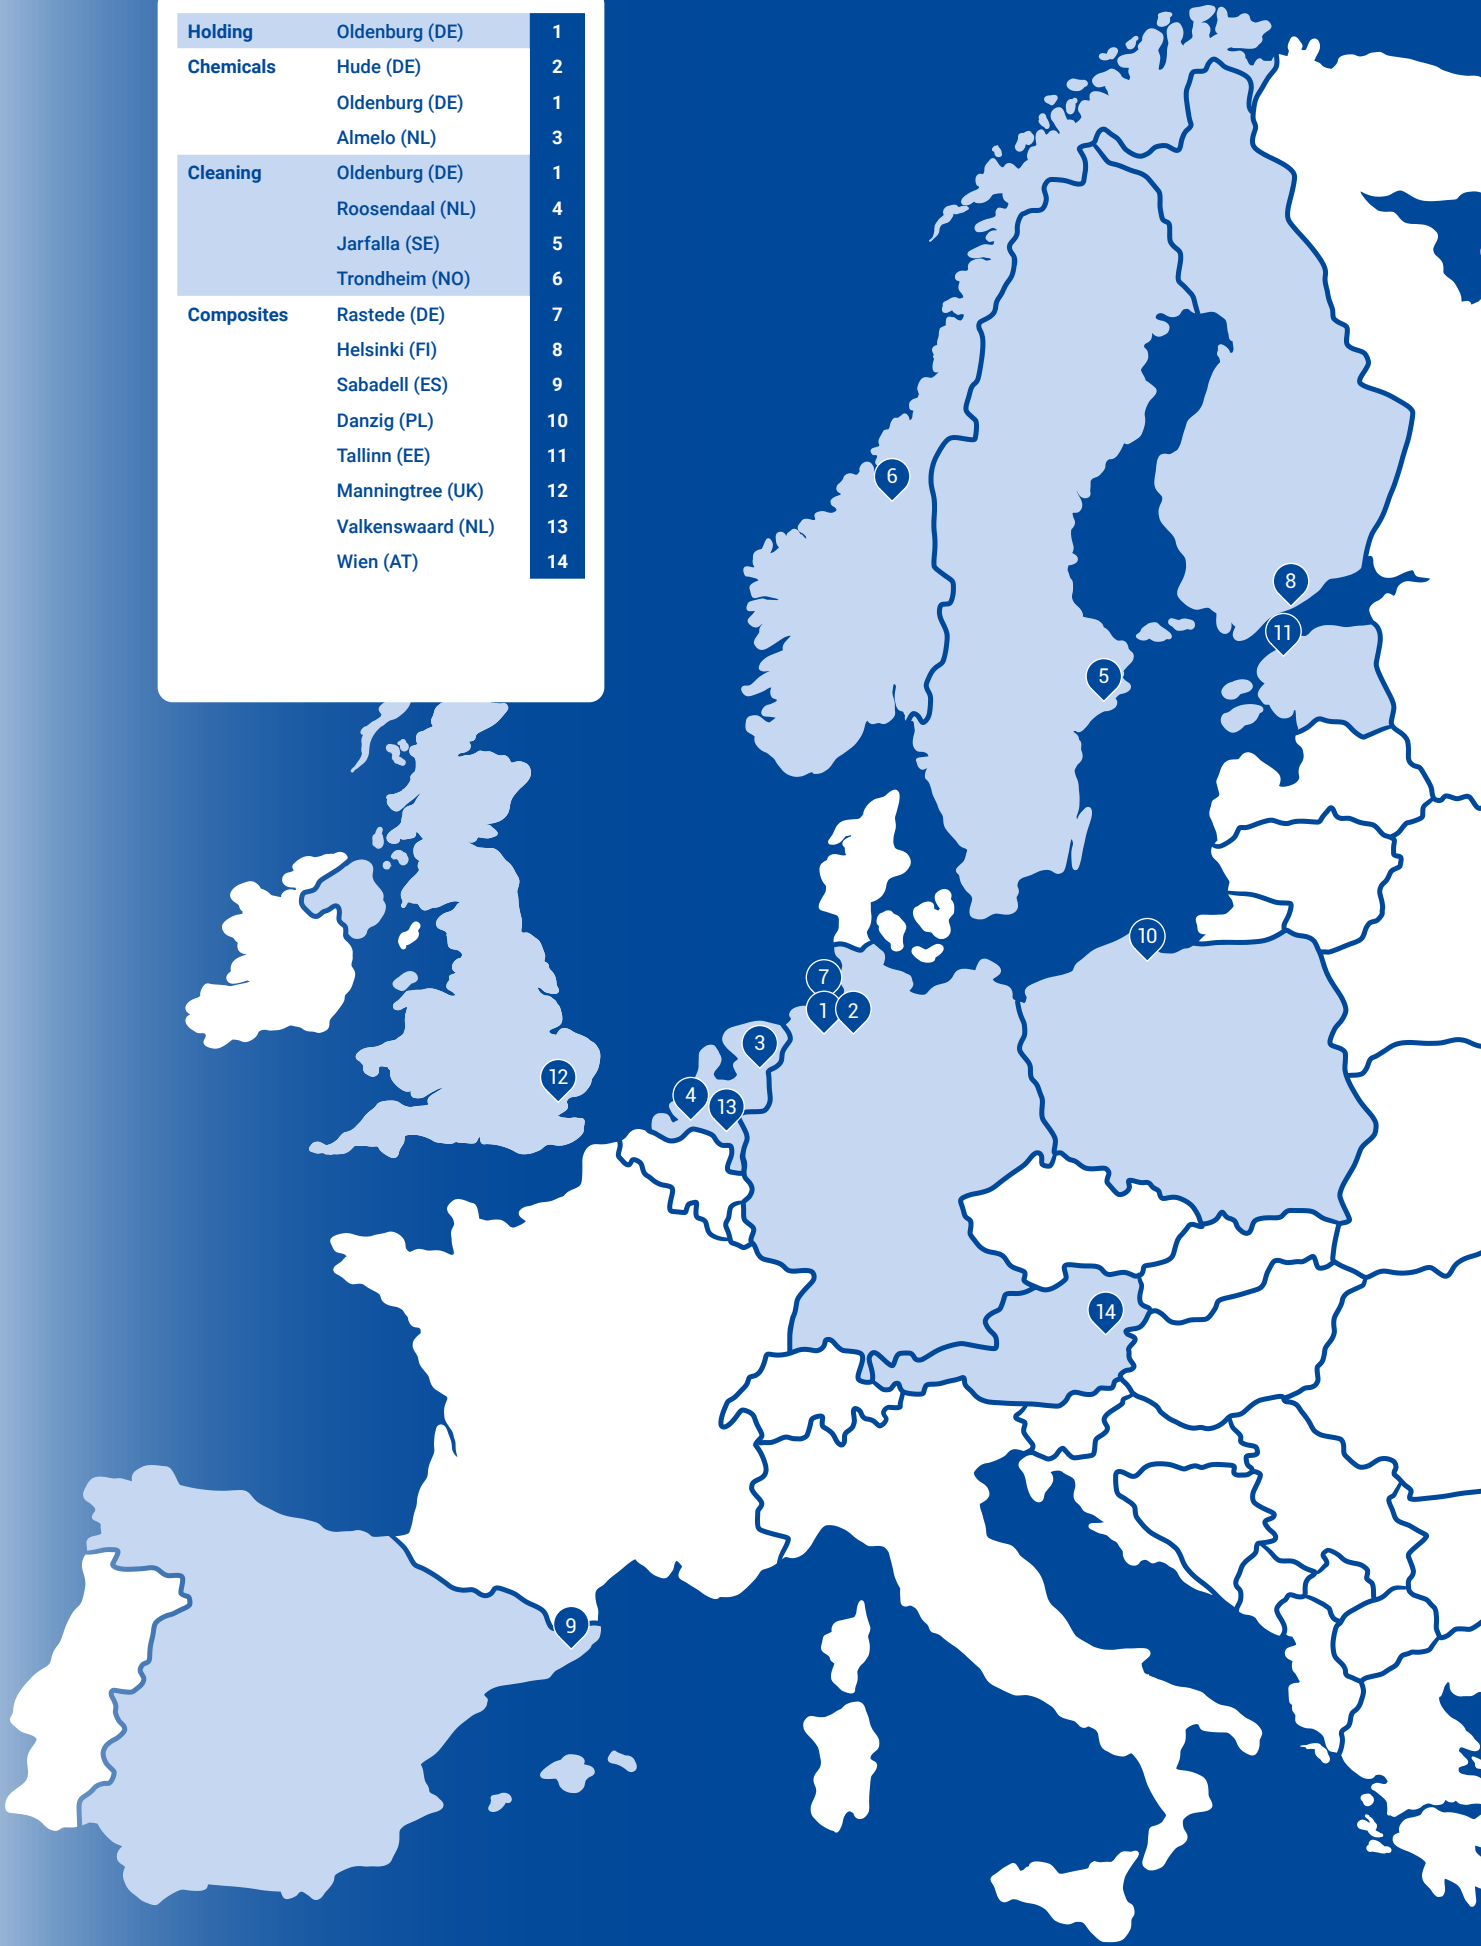 Holding Oldenburg (DE) 1
Chemicals Hude (DE) 2
Oldenburg (DE) 1
Almelo (NL) 3
Cleaning Oldenburg (DE) 1
Roosendaal (NL) 4
Jarfalla (SE) 5
Trondheim (NO) 6
Composites Rastede (DE) 7
Helsinki (FI) 8
Sabadell (ES) 9
Danzig (PL) 10
Tallinn (EE) 11
Manningtree (UK) 12
Valkenswaard (NL) 13
Wien (AT) 14
6
8
11
5
10
7
1 2
3
12
4
13
14
9